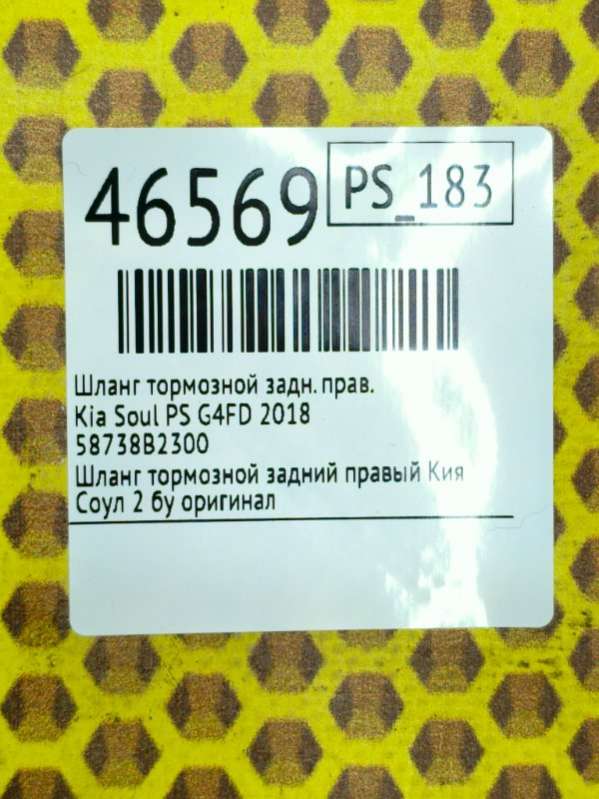 46569
PS_183
Шланг тормозной задн. прав.
Kia Soul PS G4FD 2018
58738B2300
Шланг тормозной задний правый Кия
Соул 2 бу оригинал